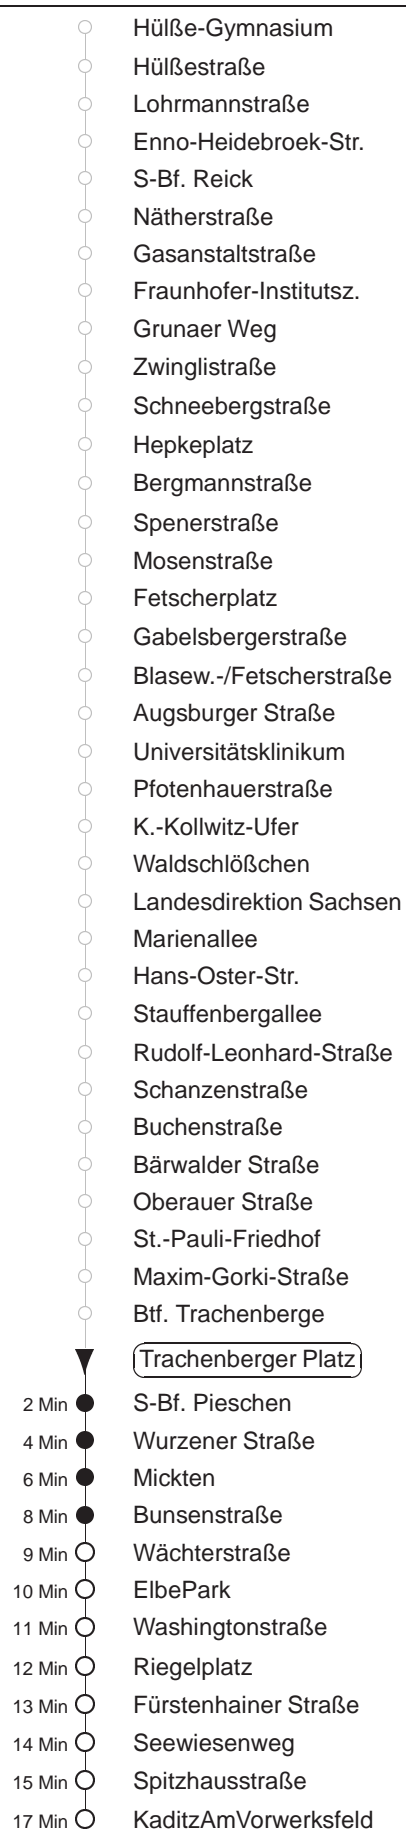 Hülße-Gymnasium
Hülßestraße
Lohrmannstraße
Enno-Heidebroek-Str.
S-Bf. Reick
Nätherstraße
Gasanstaltstraße
Fraunhofer-Institutsz.
Grunaer Weg
Zwinglistraße
Schneebergstraße
Hepkeplatz
Bergmannstraße
Spenerstraße
Mosenstraße
Fetscherplatz
Gabelsbergerstraße
Blasew.-/Fetscherstraße
Augsburger Straße
Universitätsklinikum
Pfotenhauerstraße
K.-Kollwitz-Ufer
Waldschlößchen
Landesdirektion Sachsen
Marienallee
Hans-Oster-Str.
Stauffenbergallee
Rudolf-Leonhard-Straße
Schanzenstraße
Buchenstraße
Bärwalder Straße
Oberauer Straße
St.-Pauli-Friedhof
Maxim-Gorki-Straße
Btf. Trachenberge
Trachenberger Platz
2 Min S-Bf. Pieschen
4 Min Wurzener Straße
6 Min Mickten
8 Min Bunsenstraße
9 Min Wächterstraße
10 Min ElbePark
11 Min Washingtonstraße
12 Min Riegelplatz
13 Min Fürstenhainer Straße
14 Min Seewiesenweg
15 Min Spitzhausstraße
17 Min KaditzAmVorwerksfeld